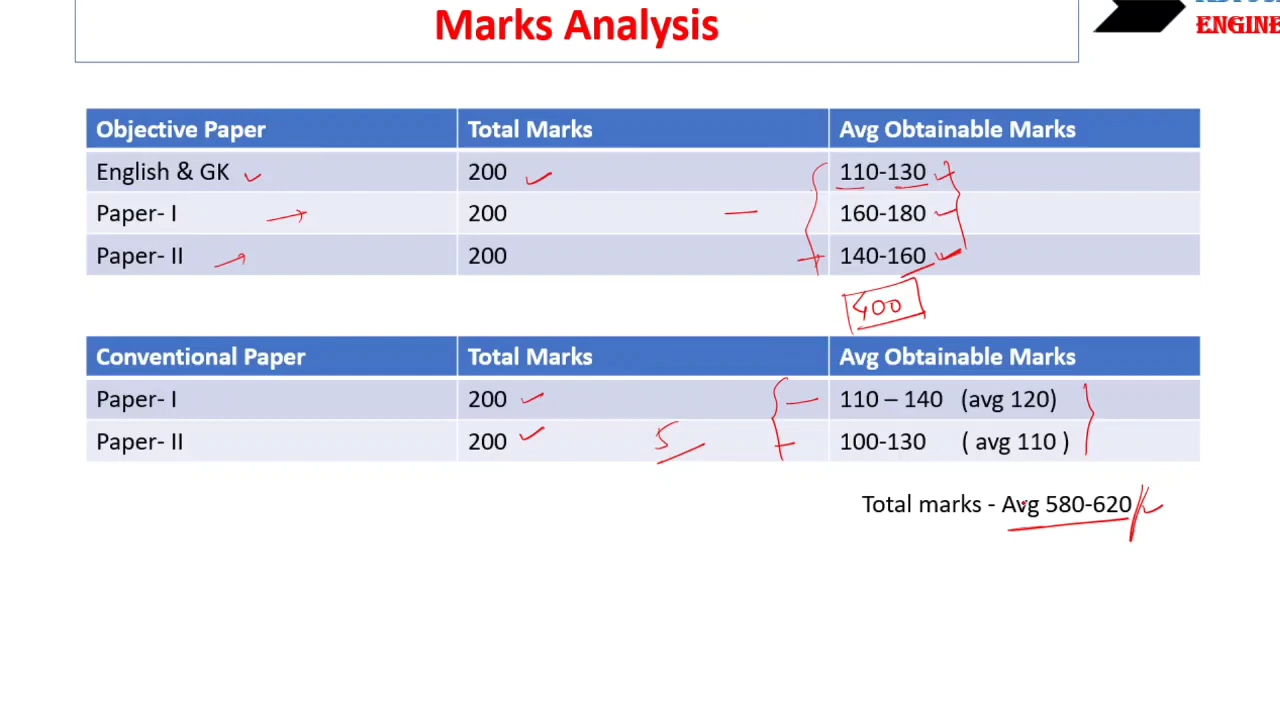 Marks Analysis
ENGINE
Objective Paper Total Marks Avg Obtainable Marks
English & GK 200 110-130
Paper- I 200 160-180
Paper- II 200 140-160
400
Conventional Paper Total Marks Avg Obtainable Marks
Paper- I 200 110 – 140 (avg 120)
Paper- II 200 5 100-130 ( avg 110 )
Total marks - Avg 580-620